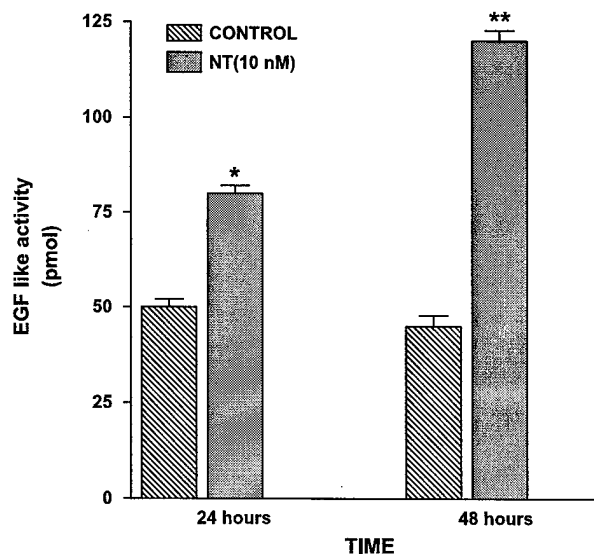 CONTROL
NT(10 nM)
*
**
125
100
75
50
25
0
EGF like activity
(pmol)
24 hours
48 hours
TIME